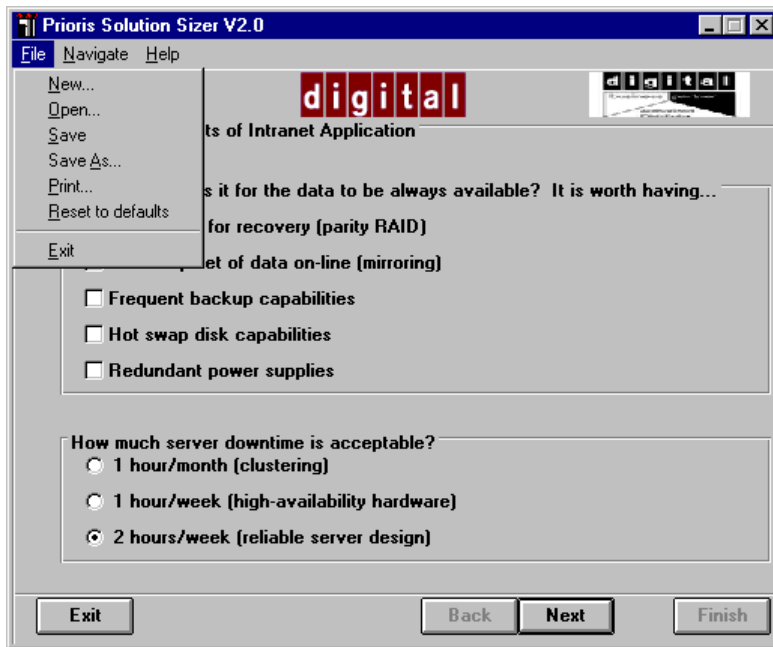 Prioris Solution Sizer V2.0
File Navigate Help
New...
Open...
Save
Save As...
Print...
Reset to defaults
Exit
digital
digital
ts of Intranet Application
s it for the data to be always available? It is worth having...
for recovery (parity RAID)
et of data on-line (mirroring)
Frequent backup capabilities
Hot swap disk capabilities
Redundant power supplies
How much server downtime is acceptable?
1 hour/month (clustering)
1 hour/week (high-availability hardware)
2 hours/week (reliable server design)
Exit Back Next Finish